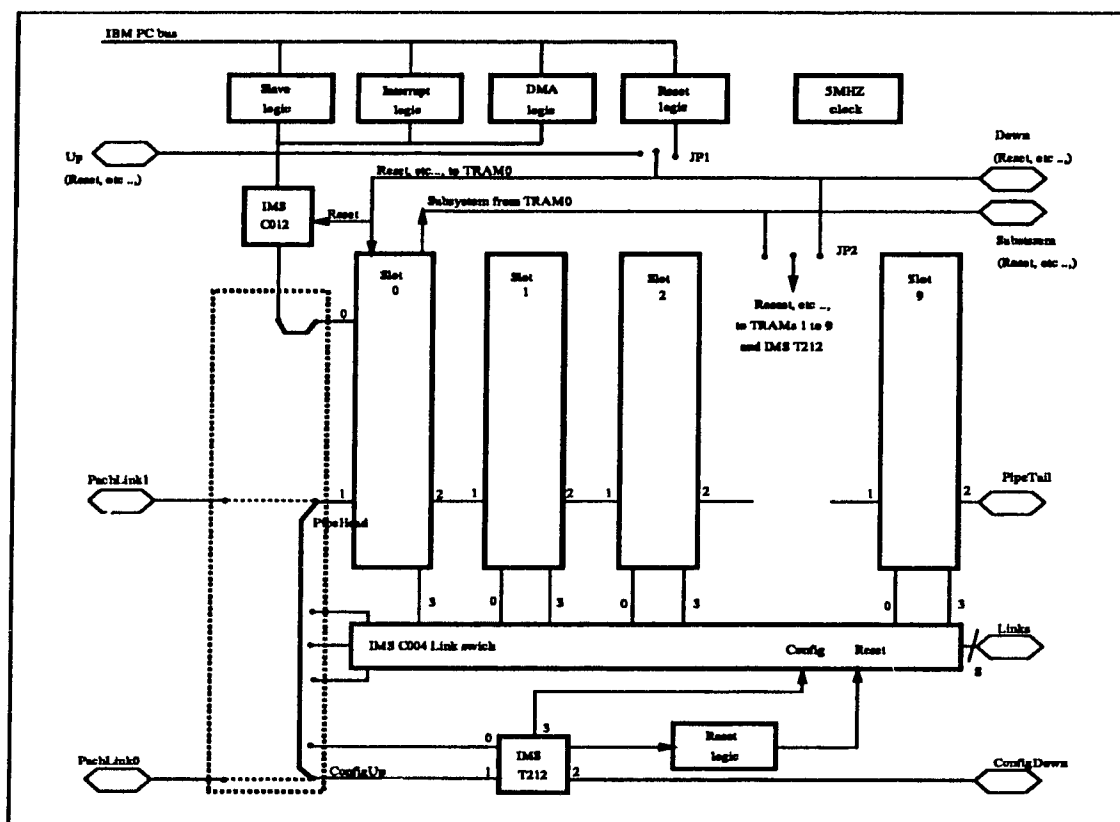 IBM PC bus
Slave
logic
Interrupt
logic
DMA
logic
Reset
logic
5MHZ
clock
Up
(Reset, etc ..,)
JP1
Down
(Reset, etc ..,)
Reset, etc..., to TRAM0
IMS
C012
Reset
Subsystem from TRAM0
Subsystem
(Reset, etc ..,)
JP2
Slot
0
Slot
1
Slot
2
Slot
9
Reset, etc ..,
to TRAMs 1 to 9
and IMS T212
0
PachLink1
1
PipeHead
2
1
2
1
2
1
2
PipeTail
3
0
3
0
3
0
3
IMS C004 Link swich
Config
Reset
Links
8
3
0
IMS
T212
Reset
logic
PachLink0
ConfigUp
1
2
ConfigDown